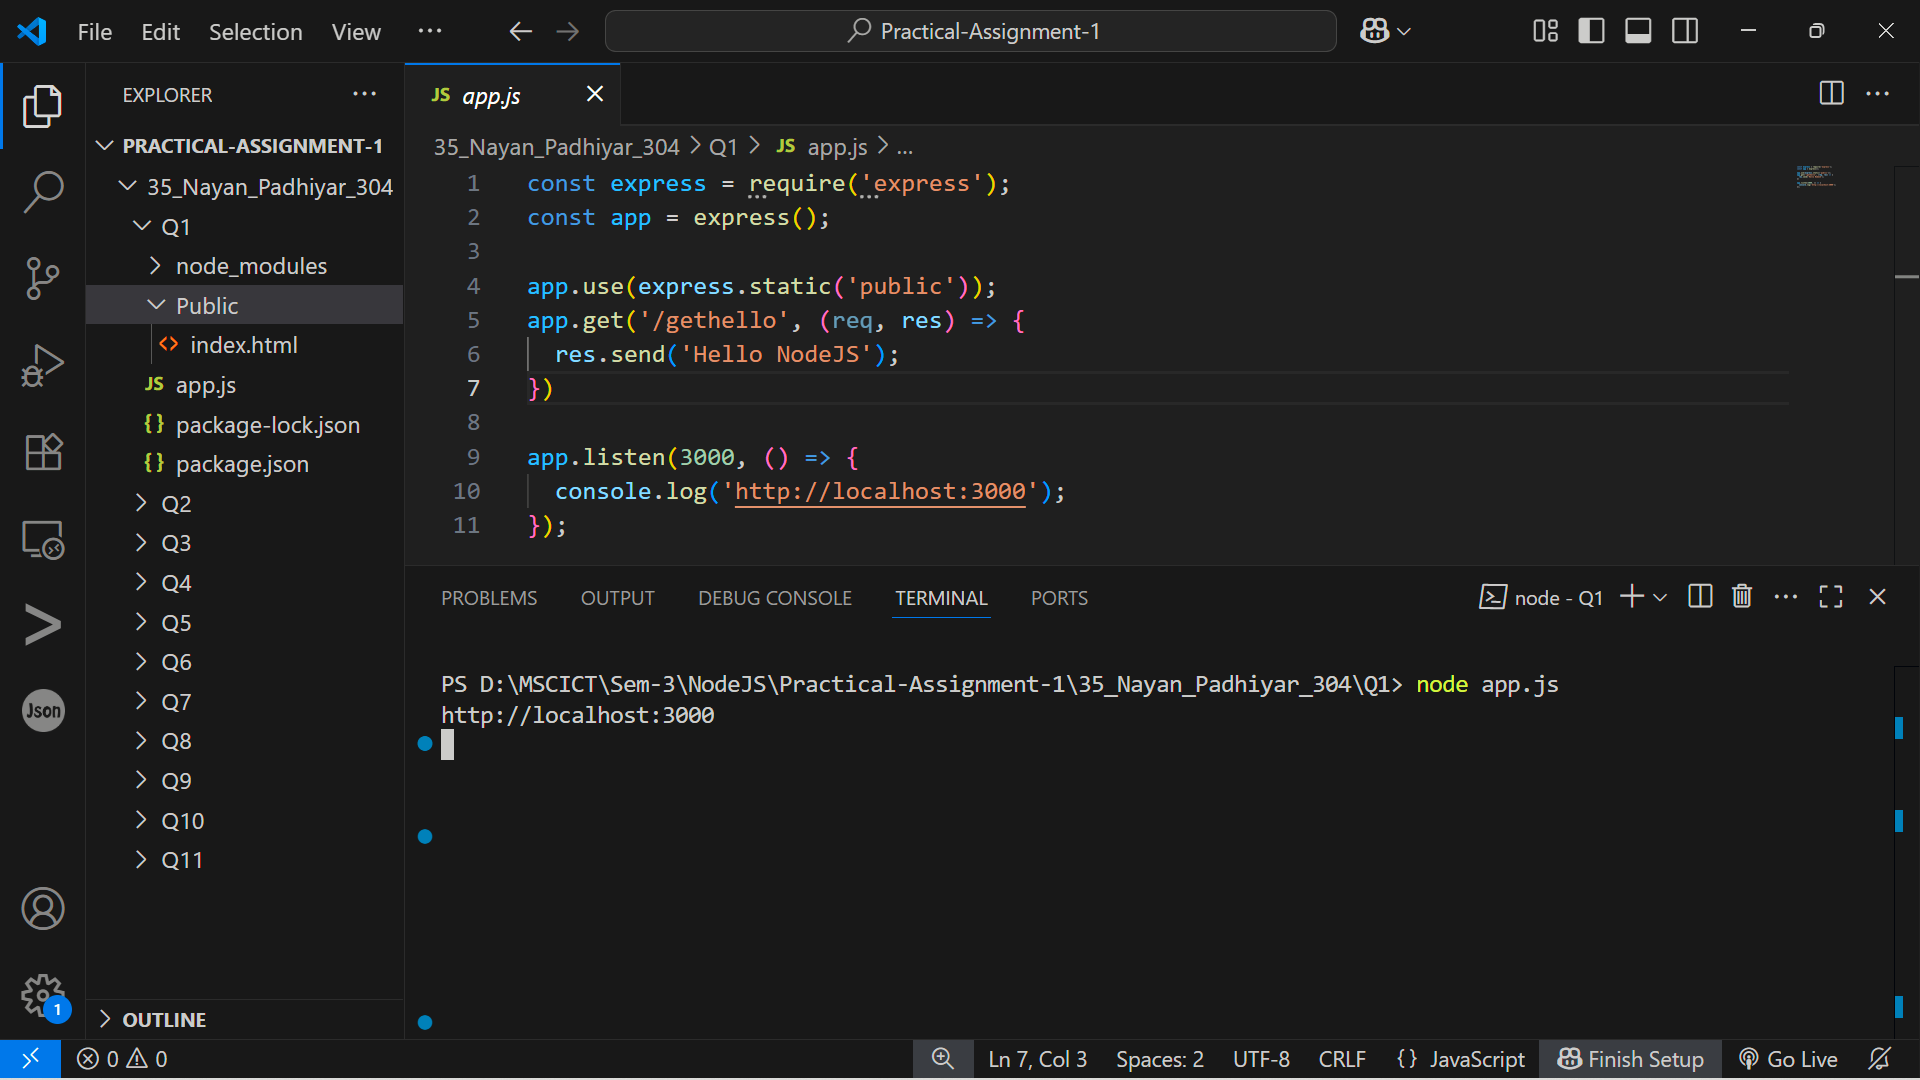 File Edit Selection View ··· Practical-Assignment-1
EXPLORER
PRACTICAL-ASSIGNMENT-1
35_Nayan_Padhiyar_304
Q1
node_modules
Public
index.html
JS app.js
{} package-lock.json
{} package.json
Q2
Q3
Q4
Q5
Q6
Q7
Q8
Q9
Q10
Q11
OUTLINE
Json
1
JS app.js
35_Nayan_Padhiyar_304 > Q1 > JS app.js > ...
1 const express = require('express');
2 const app = express();
3
4 app.use(express.static('public'));
5 app.get('/gethello', (req, res) => {
6 res.send('Hello NodeJS');
7 })
8
9 app.listen(3000, () => {
10 console.log('http://localhost:3000');
11 });
PROBLEMS OUTPUT DEBUG CONSOLE TERMINAL PORTS node - Q1
PS D:\MSCICT\Sem-3\NodeJS\Practical-Assignment-1\35_Nayan_Padhiyar_304\Q1> node app.js
http://localhost:3000
0 0 Ln 7, Col 3 Spaces: 2 UTF-8 CRLF {} JavaScript Finish Setup Go Live